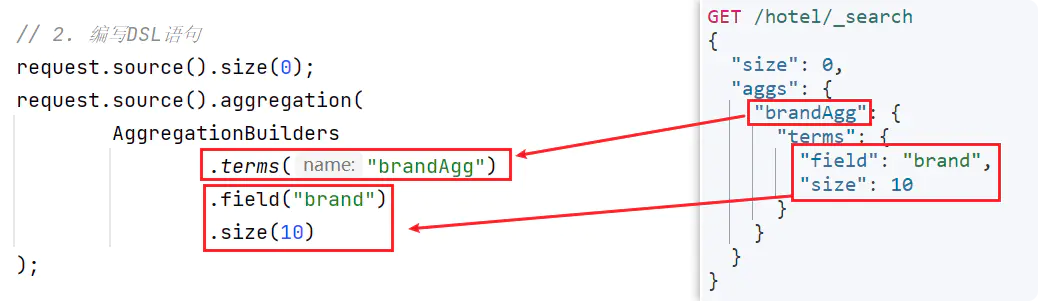 // 2. 编写DSL语句
request.source().size(0);
request.source().aggregation(
AggregationBuilders
.terms( name: "brandAgg")
.field("brand")
.size(10)
);
GET /hotel/_search
{
"size": 0,
"aggs": {
"brandAgg": {
"terms": {
"field": "brand",
"size": 10
}
}
}
}